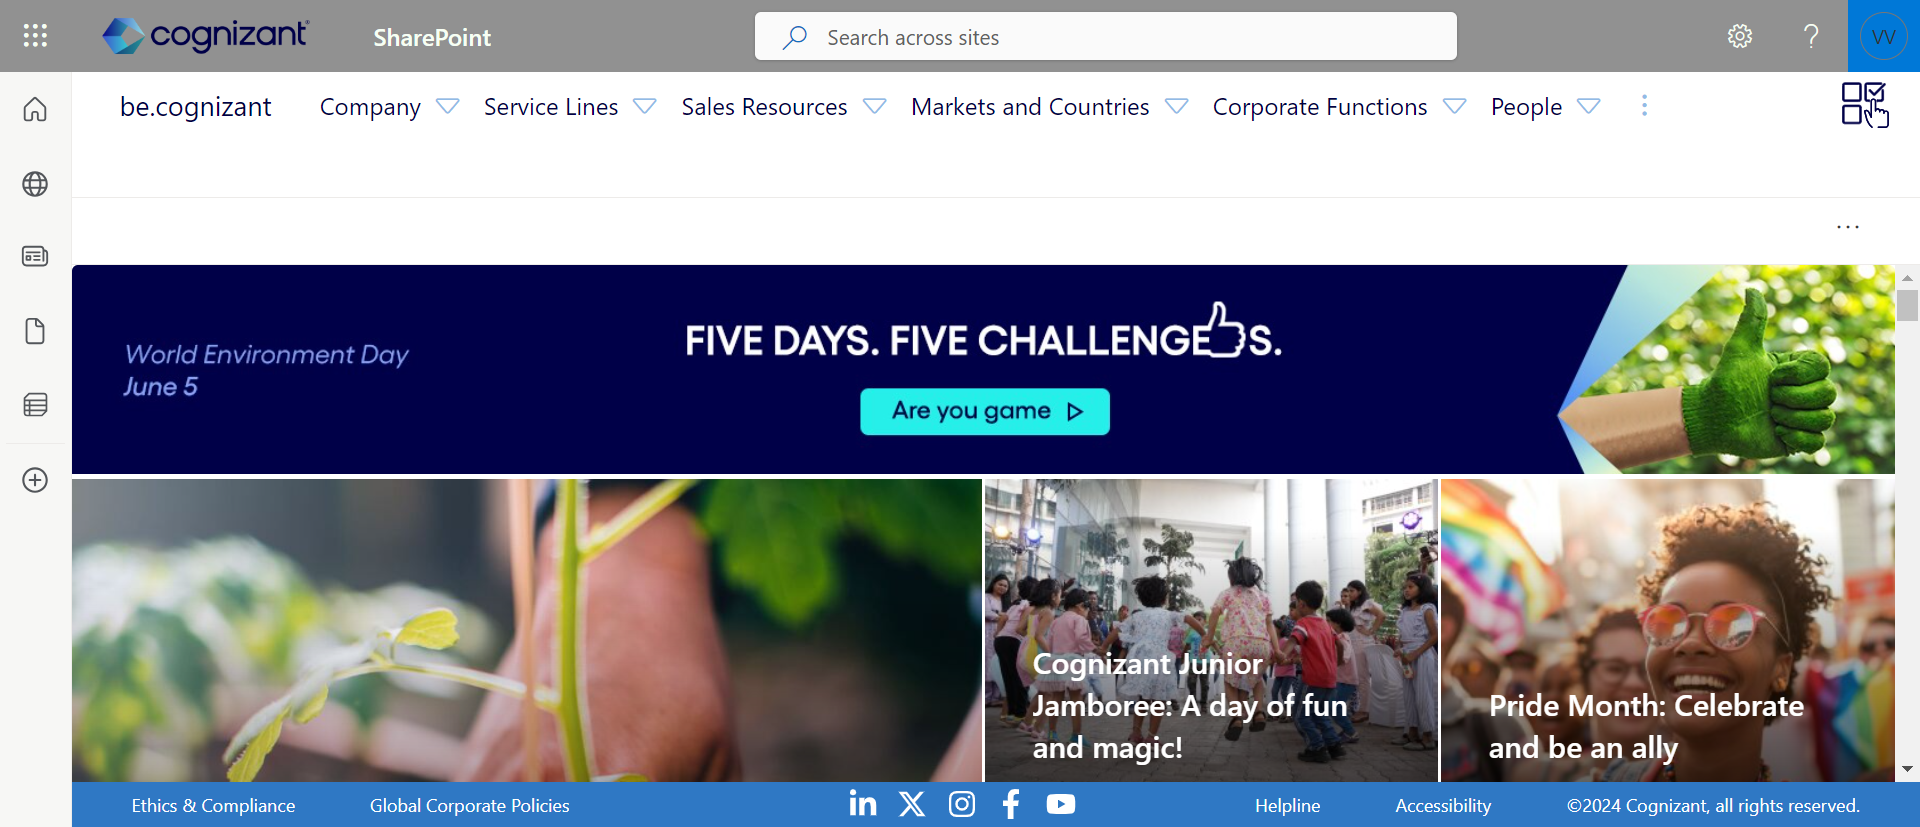 cognizant
SharePoint
Search across sites
VV
be.cognizant
Company
Service Lines
Sales Resources
Markets and Countries
Corporate Functions
People
World Environment Day
June 5
FIVE DAYS. FIVE CHALLENGES.
Are you game
Cognizant Junior
Jamboree: A day of fun
and magic!
Pride Month: Celebrate
and be an ally
Ethics & Compliance
Global Corporate Policies
Helpline
Accessibility
©2024 Cognizant, all rights reserved.